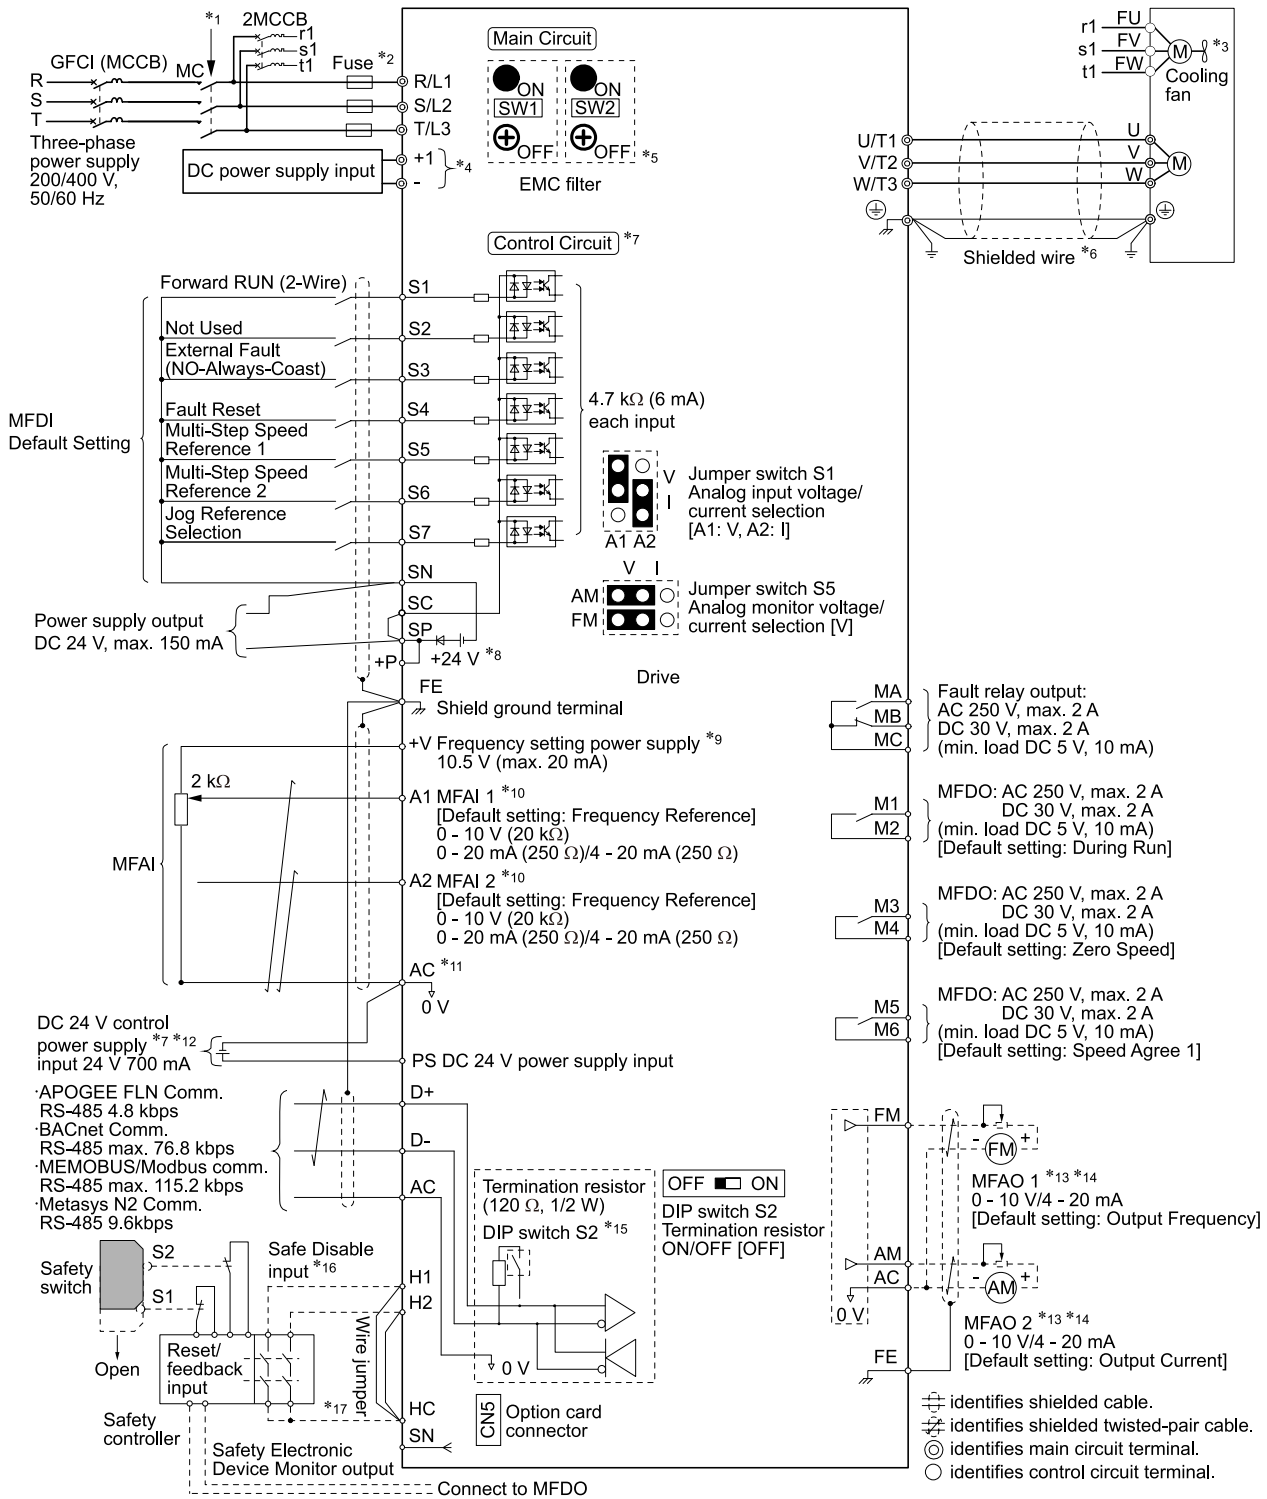 *1
2MCCB
r1
s1
t1
GFCI (MCCB)
MC
Fuse *2
R
S
T
R/L1
S/L2
T/L3
Three-phase
power supply
200/400 V,
50/60 Hz
DC power supply input
+1
-
*4
Main Circuit
ON
SW1
OFF
ON
SW2
OFF
*5
EMC filter
r1
s1
t1
FU
FV
FW
M
*3
Cooling
fan
U/T1
V/T2
W/T3
U
V
W
M
Shielded wire *6
Control Circuit *7
MFDI
Default Setting
Forward RUN (2-Wire)
S1
Not Used
S2
External Fault
(NO-Always-Coast)
S3
Fault Reset
S4
Multi-Step Speed
Reference 1
S5
Multi-Step Speed
Reference 2
S6
Jog Reference
Selection
S7
4.7 kΩ (6 mA)
each input
V
I
A1 A2
Jumper switch S1
Analog input voltage/
current selection
[A1: V, A2: I]
V I
AM
FM
Jumper switch S5
Analog monitor voltage/
current selection [V]
SN
SC
SP
+P
+24 V *8
Power supply output
DC 24 V, max. 150 mA
Drive
FE
Shield ground terminal
MFAI
2 kΩ
+V Frequency setting power supply *9
10.5 V (max. 20 mA)
A1 MFAI 1 *10
[Default setting: Frequency Reference]
0 - 10 V (20 kΩ)
0 - 20 mA (250 Ω)/4 - 20 mA (250 Ω)
A2 MFAI 2 *10
[Default setting: Frequency Reference]
0 - 10 V (20 kΩ)
0 - 20 mA (250 Ω)/4 - 20 mA (250 Ω)
AC *11
0 V
DC 24 V control
power supply *7 *12
input 24 V 700 mA
PS DC 24 V power supply input
MA
MB
MC
Fault relay output:
AC 250 V, max. 2 A
DC 30 V, max. 2 A
(min. load DC 5 V, 10 mA)
M1
M2
MFDO: AC 250 V, max. 2 A
DC 30 V, max. 2 A
(min. load DC 5 V, 10 mA)
[Default setting: During Run]
M3
M4
MFDO: AC 250 V, max. 2 A
DC 30 V, max. 2 A
(min. load DC 5 V, 10 mA)
[Default setting: Zero Speed]
M5
M6
MFDO: AC 250 V, max. 2 A
DC 30 V, max. 2 A
(min. load DC 5 V, 10 mA)
[Default setting: Speed Agree 1]
·APOGEE FLN Comm.
RS-485 4.8 kbps
·BACnet Comm.
RS-485 max. 76.8 kbps
·MEMOBUS/Modbus comm.
RS-485 max. 115.2 kbps
·Metasys N2 Comm.
RS-485 9.6kbps
D+
D-
AC
Termination resistor
(120 Ω, 1/2 W)
DIP switch S2 *15
0 V
OFF ON
DIP switch S2
Termination resistor
ON/OFF [OFF]
FM
- FM +
MFAO 1 *13 *14
0 - 10 V/4 - 20 mA
[Default setting: Output Frequency]
AM
AC
0 V
- AM +
MFAO 2 *13 *14
0 - 10 V/4 - 20 mA
[Default setting: Output Current]
FE
Safety
switch
S2
S1
Open
Safe Disable
input *16
H1
H2
Wire jumper
Reset/
feedback
input
*17
HC
SN
Safety
controller
Safety Electronic
Device Monitor output
Connect to MFDO
CN5
Option card
connector
identifies shielded cable.
identifies shielded twisted-pair cable.
identifies main circuit terminal.
identifies control circuit terminal.